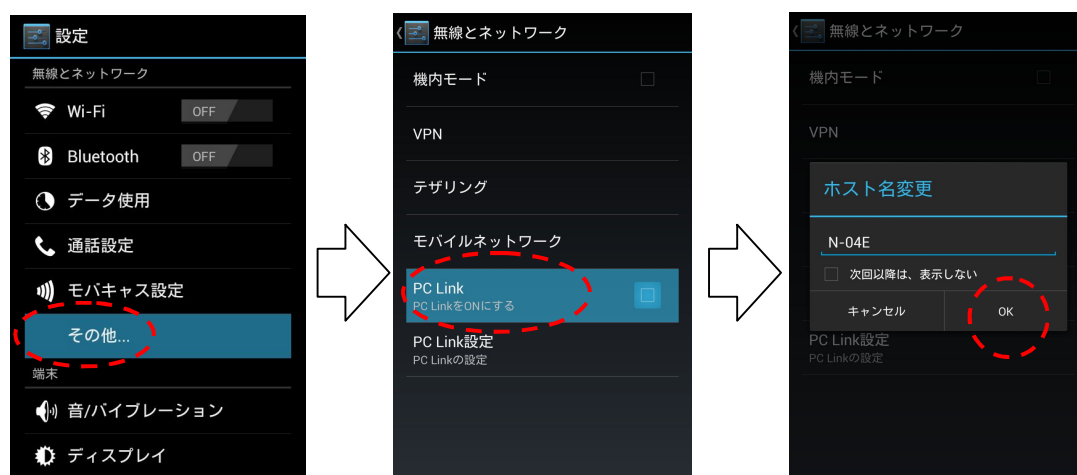 設定
無線とネットワーク
Wi-Fi OFF
Bluetooth OFF
データ使用
通話設定
モバキャス設定
その他...
端末
音/バイブレーション
ディスプレイ
無線とネットワーク
機内モード
VPN
テザリング
モバイルネットワーク
PC Link
PC LinkをONにする
PC Link設定
PC Linkの設定
無線とネットワーク
機内モード
VPN
ホスト名変更
N-04E
次回以降は、表示しない
キャンセル OK
PC Link設定
PC Linkの設定